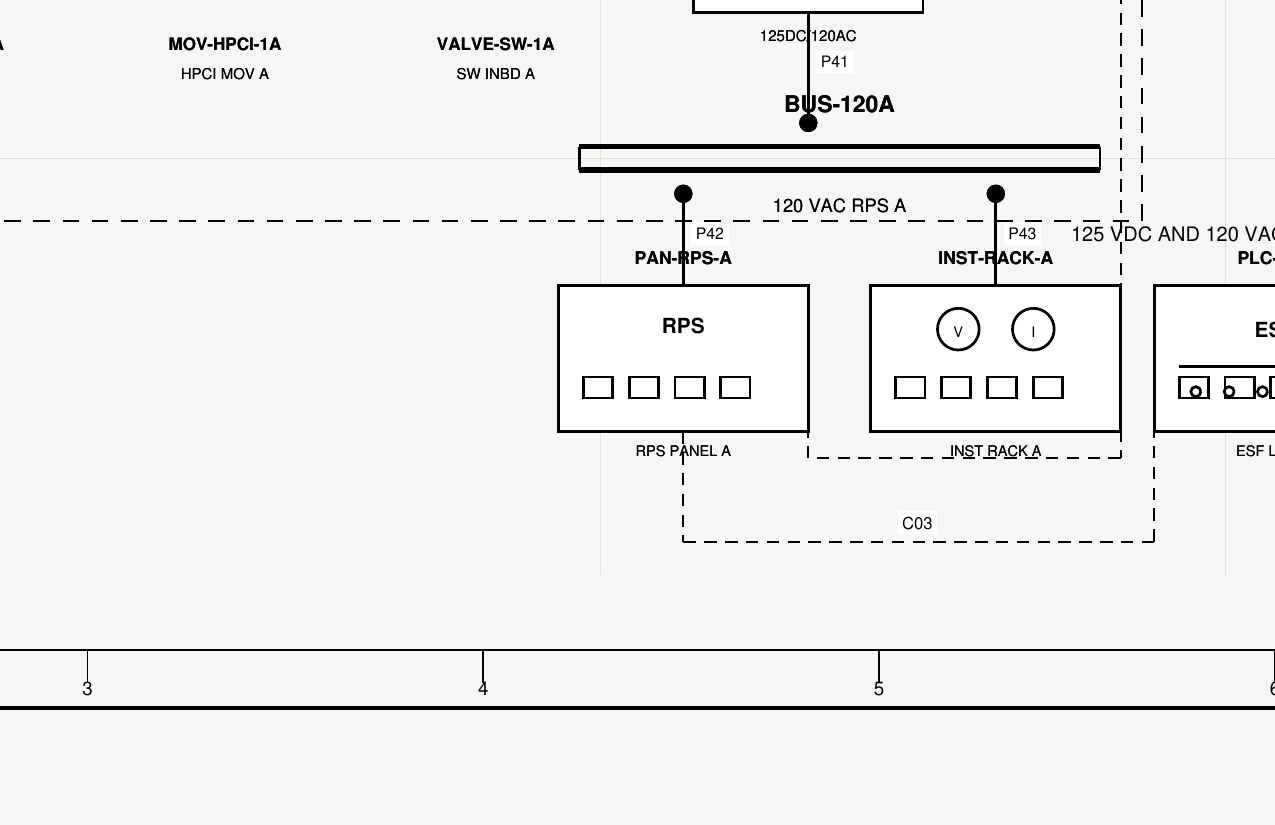 125DC/120AC
MOV-HPCI-1A
VALVE-SW-1A
HPCI MOV A
SW INBD A
P41
BUS-120A
120 VAC RPS A
P42
P43
125 VDC AND 120
PAN-RPS-A
INST-RACK-A
RPS
V
I
RPS PANEL A
INST RACK A
ESF
C03
3
4
5